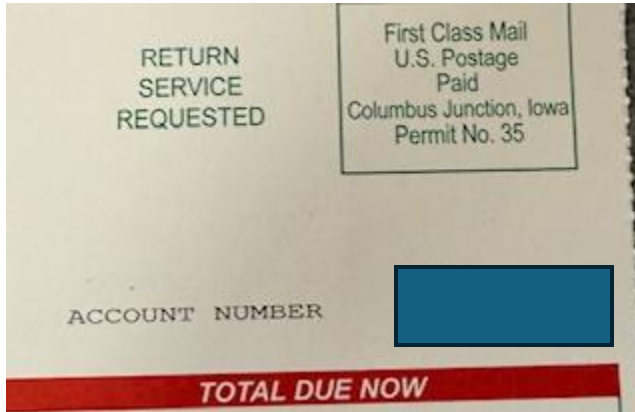 RETURN
SERVICE
REQUESTED
First Class Mail
U.S. Postage
Paid
Columbus Junction, Iowa
Permit No. 35
ACCOUNT NUMBER
TOTAL DUE NOW